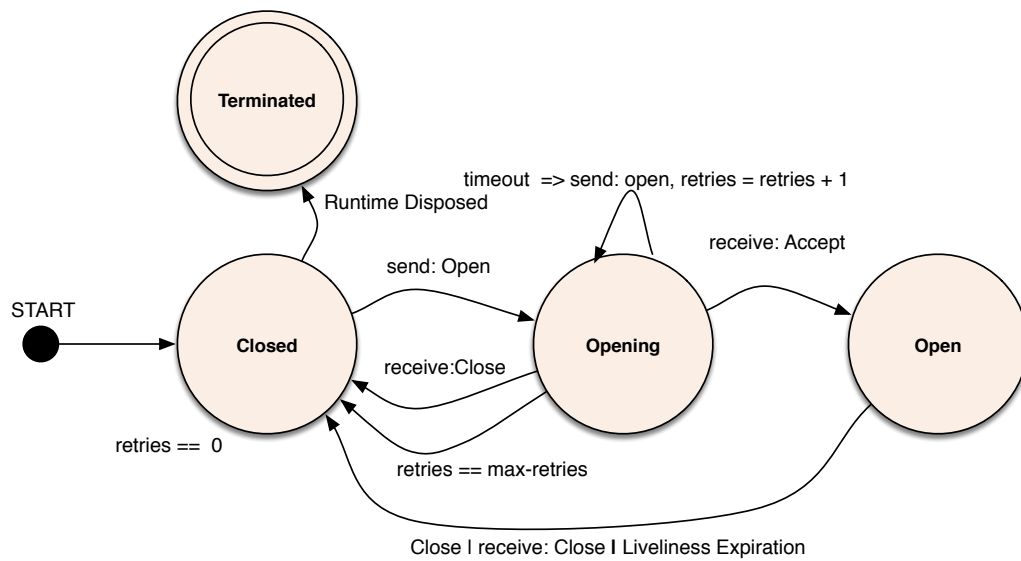 Terminated
timeout => send: open, retries = retries + 1
Runtime Disposed
receive: Accept
send: Open
START
Closed
Opening
Open
receive:Close
retries == 0
retries == max-retries
Close | receive: Close | Liveliness Expiration